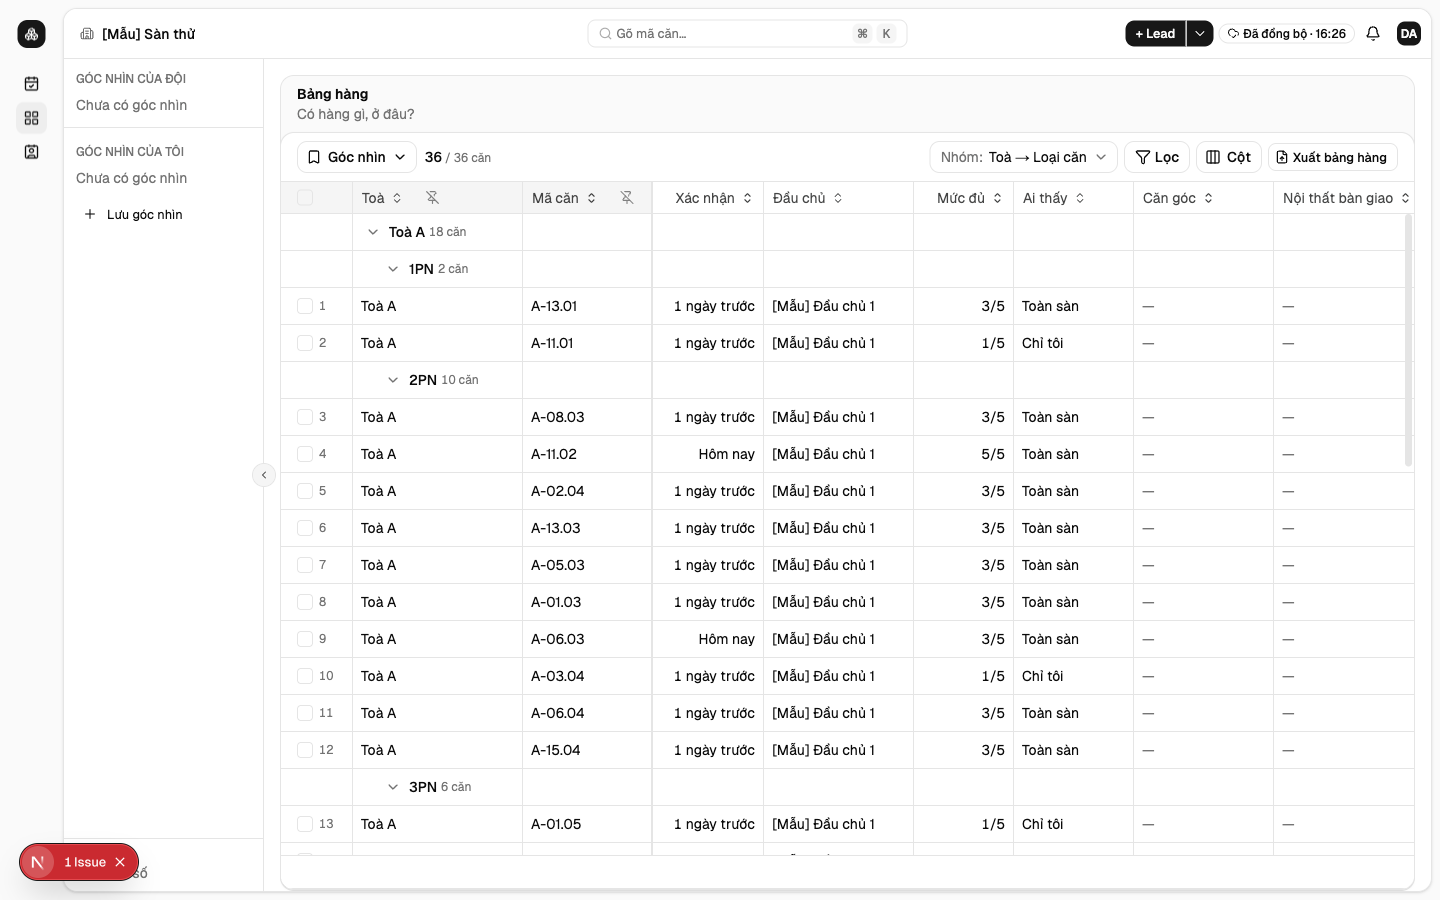 [Mẫu] Sàn thử
Gõ mã căn...
⌘ K
+ Lead
Đã đồng bộ · 16:26
DA
GÓC NHÌN CỦA ĐỘI
Chưa có góc nhìn
GÓC NHÌN CỦA TÔI
Chưa có góc nhìn
+ Lưu góc nhìn
Bảng hàng
Có hàng gì, ở đâu?
Góc nhìn
36 / 36 căn
Nhóm: Toà → Loại căn
Lọc
Cột
Xuất bảng hàng
Toà Mã căn Xác nhận Đầu chủ Mức đủ Ai thấy Căn góc Nội thất bàn giao
Toà A 18 căn
1PN 2 căn
1 Toà A A-13.01 1 ngày trước [Mẫu] Đầu chủ 1 3/5 Toàn sàn — —
2 Toà A A-11.01 1 ngày trước [Mẫu] Đầu chủ 1 1/5 Chỉ tôi — —
2PN 10 căn
3 Toà A A-08.03 1 ngày trước [Mẫu] Đầu chủ 1 3/5 Toàn sàn — —
4 Toà A A-11.02 Hôm nay [Mẫu] Đầu chủ 1 5/5 Toàn sàn — —
5 Toà A A-02.04 1 ngày trước [Mẫu] Đầu chủ 1 3/5 Toàn sàn — —
6 Toà A A-13.03 1 ngày trước [Mẫu] Đầu chủ 1 3/5 Toàn sàn — —
7 Toà A A-05.03 1 ngày trước [Mẫu] Đầu chủ 1 3/5 Toàn sàn — —
8 Toà A A-01.03 1 ngày trước [Mẫu] Đầu chủ 1 3/5 Toàn sàn — —
9 Toà A A-06.03 Hôm nay [Mẫu] Đầu chủ 1 3/5 Toàn sàn — —
10 Toà A A-03.04 1 ngày trước [Mẫu] Đầu chủ 1 1/5 Chỉ tôi — —
11 Toà A A-06.04 1 ngày trước [Mẫu] Đầu chủ 1 3/5 Toàn sàn — —
12 Toà A A-15.04 1 ngày trước [Mẫu] Đầu chủ 1 3/5 Toàn sàn — —
3PN 6 căn
13 Toà A A-01.05 1 ngày trước [Mẫu] Đầu chủ 1 1/5 Chỉ tôi — —
N 1 Issue
số